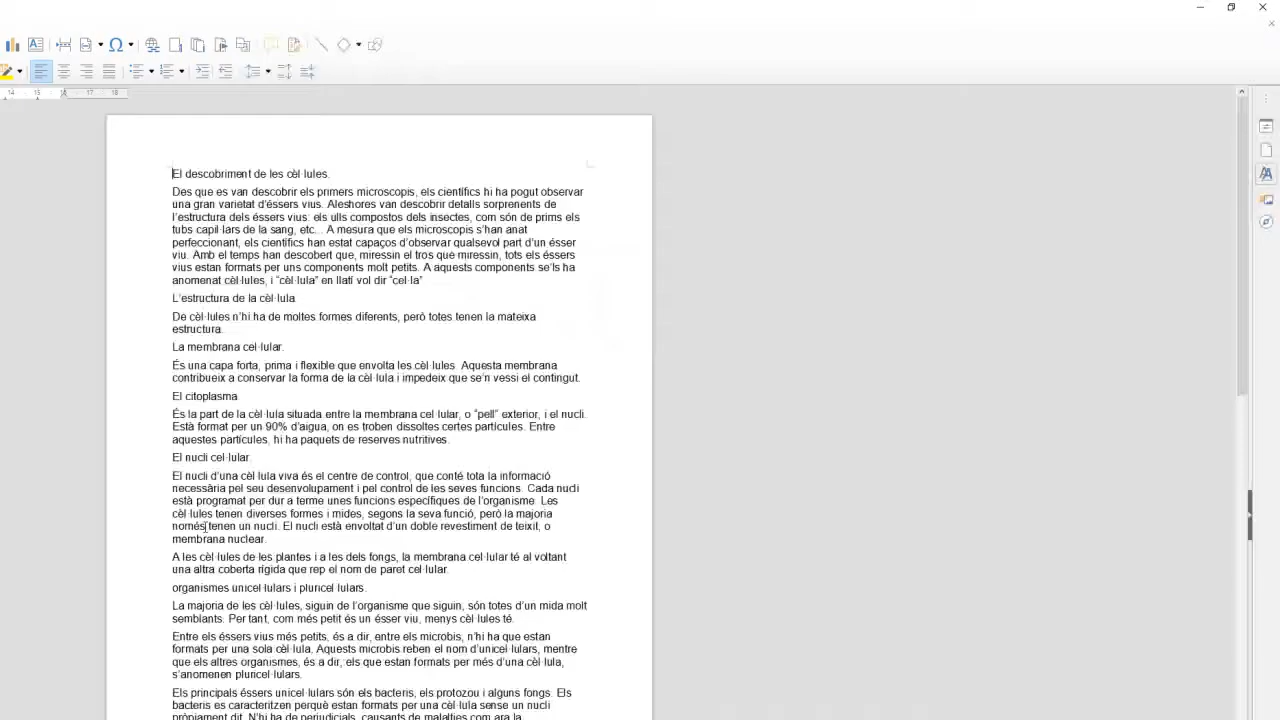 14 15 16 17 18
El descobriment de les cèl·lules.
Des que es van descobrir els primers microscopis, els científics hi ha pogut observar
una gran varietat d'éssers vius. Aleshores van descobrir detalls sorprenents de
l'estructura dels éssers vius: els ulls compostos dels insectes, com són de prims els
tubs capil·lars de la sang, etc... A mesura que els microscopis s'han anat
perfeccionant, els científics han estat capaços d'observar qualsevol part d'un ésser
viu. Amb el temps han descobert que, miressin el tros que miressin, tots els éssers
vius estan formats per uns components molt petits. A aquests components se'ls ha
anomenat cèl·lules, i "cèl·lula" en llatí vol dir "cel·la"
L'estructura de la cèl·lula
De cèl·lules n'hi ha de moltes formes diferents, però totes tenen la mateixa
estructura.
La membrana cel·lular.
És una capa forta, prima i flexible que envolta les cèl·lules. Aquesta membrana
contribueix a conservar la forma de la cèl·lula i impedeix que se'n vessi el contingut.
El citoplasma
És la part de la cèl·lula situada entre la membrana cel·lular, o "pell" exterior, i el nucli.
Està format per un 90% d'aigua, on es troben dissoltes certes partícules. Entre
aquestes partícules, hi ha paquets de reserves nutritives.
El nucli cel·lular
El nucli d'una cèl·lula viva és el centre de control, que conté tota la informació
necessària pel seu desenvolupament i pel control de les seves funcions. Cada nucli
està programat per dur a terme unes funcions específiques de l'organisme. Les
cèl·lules tenen diverses formes i mides, segons la seva funció, però la majoria
només tenen un nucli. El nucli està envoltat d'un doble revestiment de teixit, o
membrana nuclear.
A les cèl·lules de les plantes i a les dels fongs, la membrana cel·lular té al voltant
una altra coberta rígida que rep el nom de paret cel·lular.
organismes unicel·lulars i pluricel·lulars.
La majoria de les cèl·lules, siguin de l'organisme que siguin, són totes d'un mida molt
semblants. Per tant, com més petit és un ésser viu, menys cèl·lules té.
Entre els éssers vius més petits, és a dir, entre els microbis, n'hi ha que estan
formats per una sola cèl·lula. Aquests microbis reben el nom d'unicel·lulars, mentre
que els altres organismes, és a dir, els que estan formats per més d'una cèl·lula,
s'anomenen pluricel·lulars.
Els principals éssers unicel·lulars són els bacteris, els protozou i alguns fongs. Els
bacteris es caracteritzen perquè estan formats per una cèl·lula sense un nucli
pròpiament dit. N'hi ha de perjudicials, causants de malalties com ara la